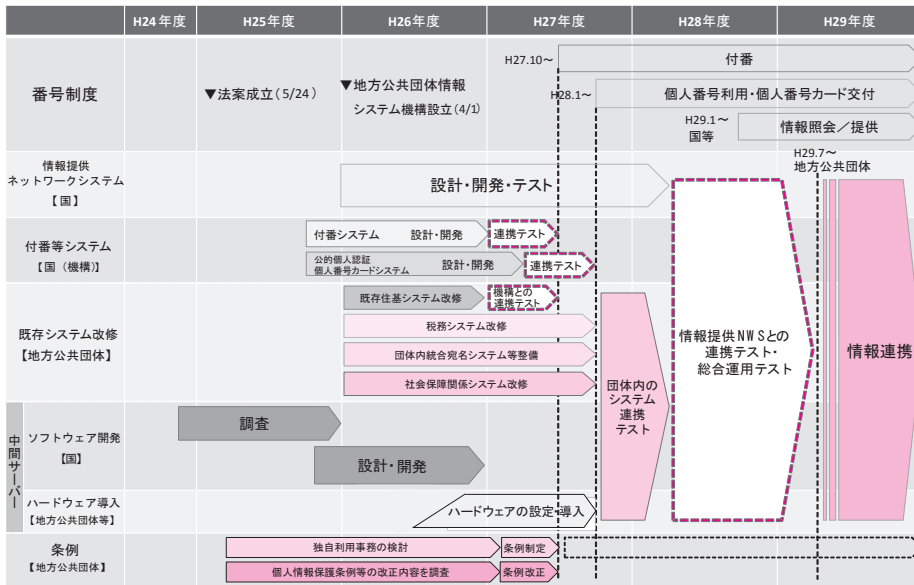 H24年度
H25年度
H26年度
H27年度
H28年度
H29年度
番号制度
▼法案成立(5/24)
▼地方公共団体情報
システム機構設立(4/1)
H27.10〜
付番
H28.1〜
個人番号利用・個人番号カード交付
H29.1〜
国等
情報照会／提供
H29.7〜
地方公共団体
情報提供
ネットワークシステム
【国】
設計・開発・テスト
付番等システム
【国（機構）】
付番システム 設計・開発
連携テスト
公的個人認証
個人番号カードシステム
設計・開発
連携テスト
既存システム改修
【地方公共団体】
既存住基システム改修
機構との
連携テスト
税務システム改修
団体内統合宛名システム等整備
社会保障関係システム改修
団体内の
システム
連携
テスト
情報提供NWSとの
連携テスト・
総合運用テスト
情報連携
中間サーバー
ソフトウェア開発
【国】
調査
設計・開発
ハードウェア導入
【地方公共団体等】
ハードウェアの設定・導入
条例
【地方公共団体】
独自利用事務の検討
条例制定
個人情報保護条例等の改正内容を調査
条例改正